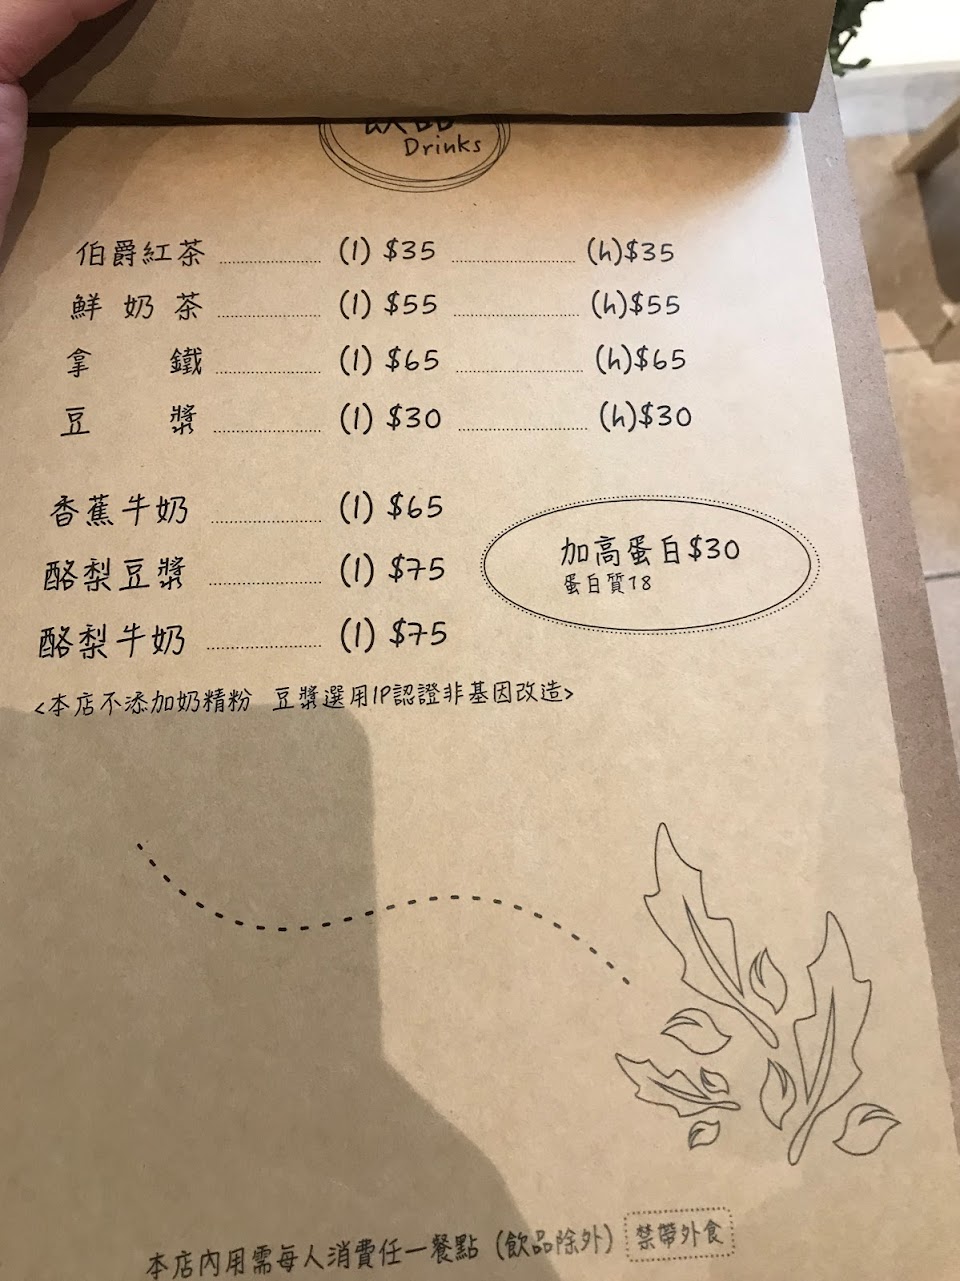 飲品
Drinks
伯爵紅茶 (I) $35 (h)$35
鮮奶茶 (I) $55 (h)$55
拿鐵 (I) $65 (h)$65
豆漿 (I) $30 (h)$30
香蕉牛奶 (I) $65
酪梨豆漿 (I) $75
酪梨牛奶 (I) $75
加高蛋白$30
蛋白質18
<本店不添加奶精粉 豆漿選用IP認證非基因改造>
本店內用需每人消費任一餐點 (飲品除外) 禁帶外食